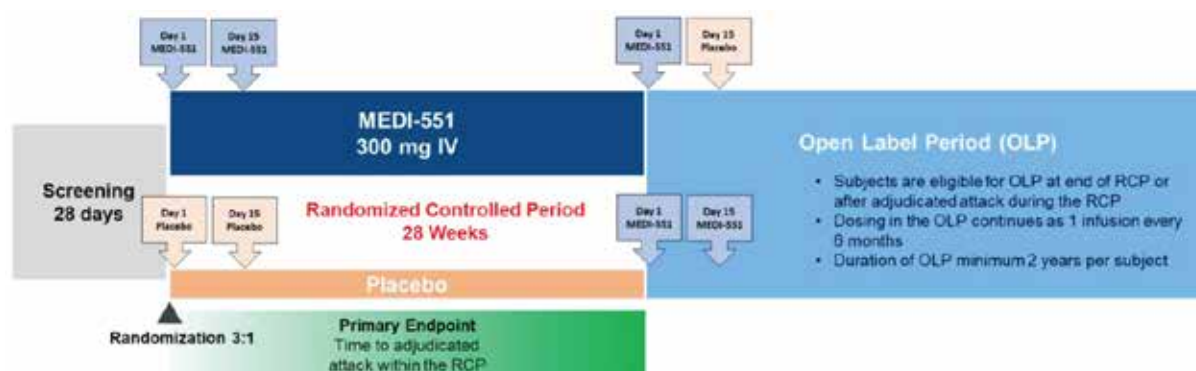 Day 1
MEDI-551
Day 15
MEDI-551
Day 1
MEDI-551
Day 15
Placebo
MEDI-551
300 mg IV
Screening
28 days
Day 1
Placebo
Day 15
Placebo
Randomized Controlled Period
28 Weeks
Day 1
MEDI-551
Day 15
MEDI-551
Open Label Period (OLP)
• Subjects are eligible for OLP at end of RCP or
after adjudicated attack during the RCP
• Dosing in the OLP continues as 1 infusion every
6 months
• Duration of OLP minimum 2 years per subject
Placebo
Randomization 3:1
Primary Endpoint
Time to adjudicated
attack within the RCP